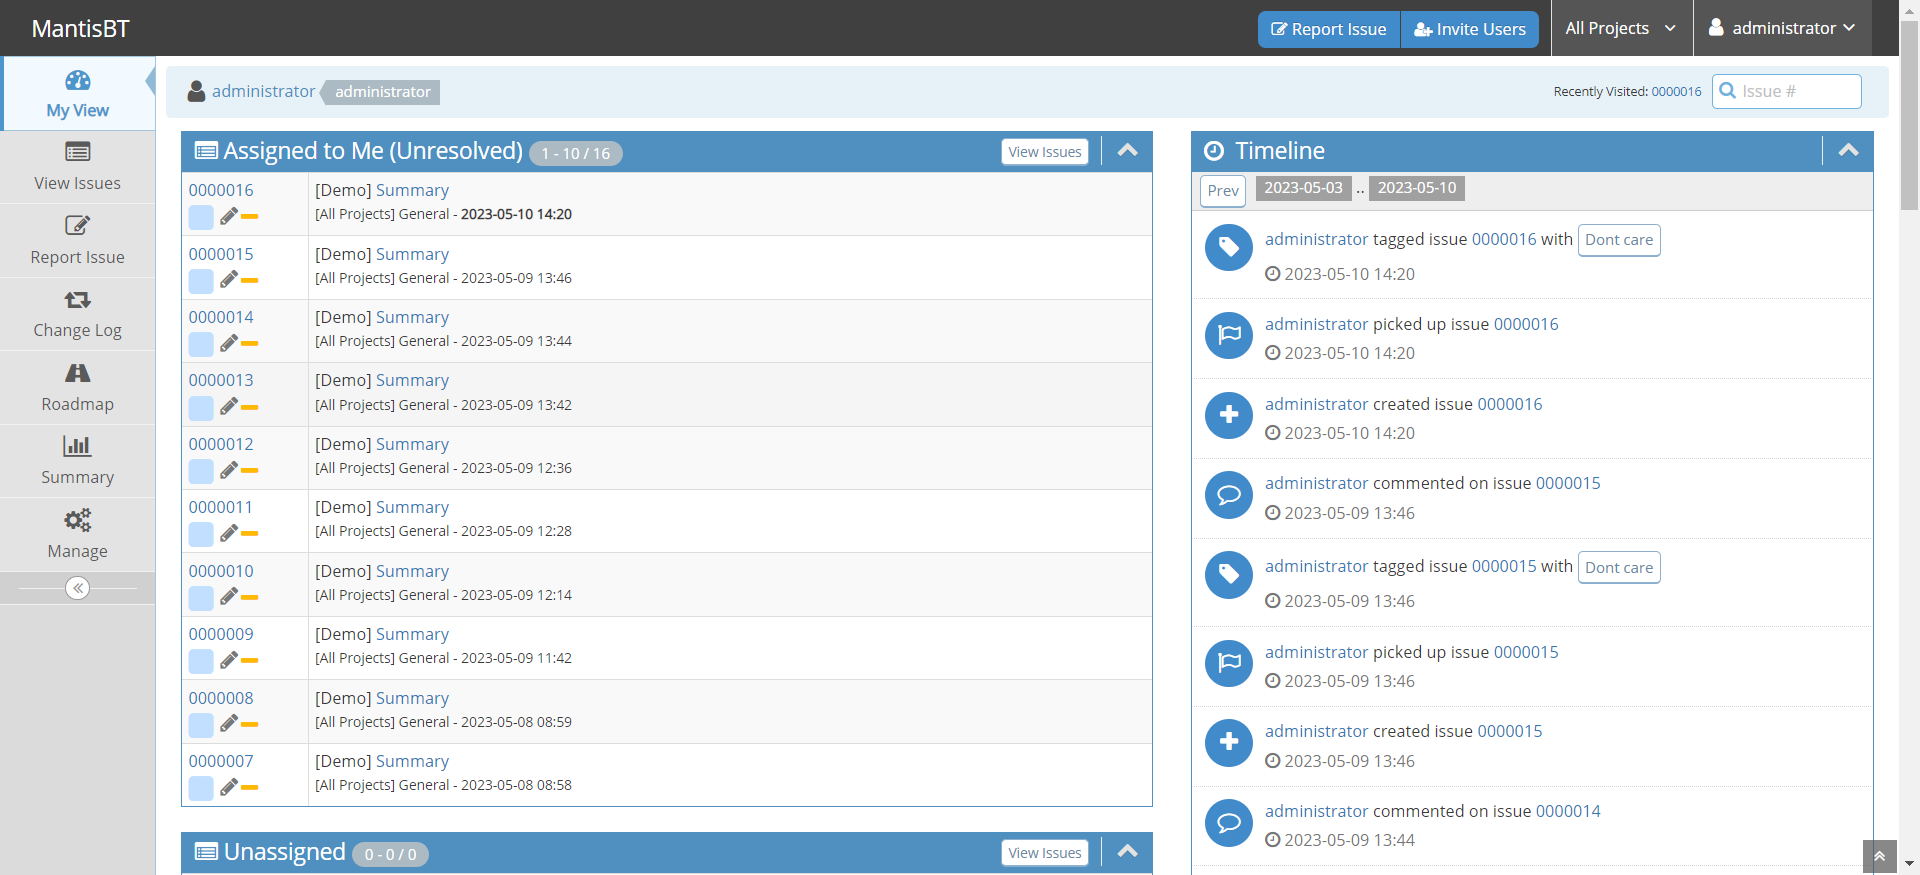 MantisBT
Report Issue
Invite Users
All Projects
administrator
My View
View Issues
Report Issue
Change Log
Roadmap
Summary
Manage
administrator administrator
Recently Visited: 0000016
Issue #
Assigned to Me (Unresolved) 1 - 10 / 16
View Issues
0000016 [Demo] Summary
[All Projects] General - 2023-05-10 14:20
0000015 [Demo] Summary
[All Projects] General - 2023-05-09 13:46
0000014 [Demo] Summary
[All Projects] General - 2023-05-09 13:44
0000013 [Demo] Summary
[All Projects] General - 2023-05-09 13:42
0000012 [Demo] Summary
[All Projects] General - 2023-05-09 12:36
0000011 [Demo] Summary
[All Projects] General - 2023-05-09 12:28
0000010 [Demo] Summary
[All Projects] General - 2023-05-09 12:14
0000009 [Demo] Summary
[All Projects] General - 2023-05-09 11:42
0000008 [Demo] Summary
[All Projects] General - 2023-05-08 08:59
0000007 [Demo] Summary
[All Projects] General - 2023-05-08 08:58
Unassigned 0 - 0 / 0
View Issues
Timeline
Prev 2023-05-03 .. 2023-05-10
administrator tagged issue 0000016 with Dont care
2023-05-10 14:20
administrator picked up issue 0000016
2023-05-10 14:20
administrator created issue 0000016
2023-05-10 14:20
administrator commented on issue 0000015
2023-05-09 13:46
administrator tagged issue 0000015 with Dont care
2023-05-09 13:46
administrator picked up issue 0000015
2023-05-09 13:46
administrator created issue 0000015
2023-05-09 13:46
administrator commented on issue 0000014
2023-05-09 13:44